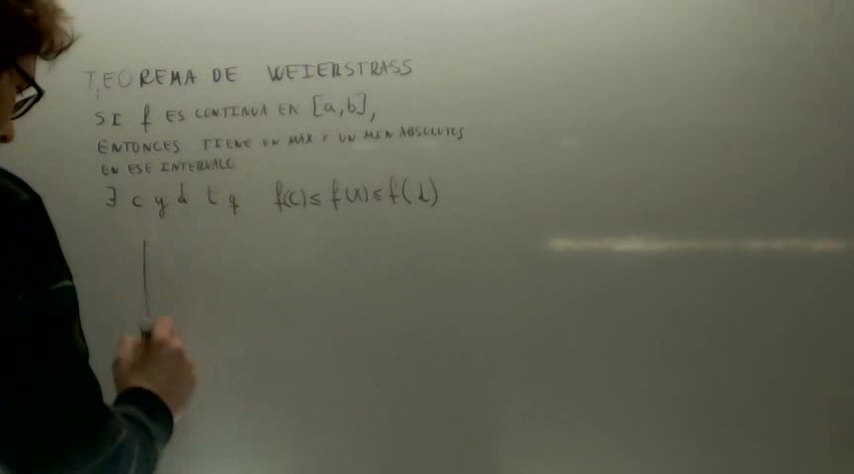 TEOREMA DE WEIERSTRASS
SI f ES CONTINUA EN [a,b],
ENTONCES TIENE UN MAX Y UN MIN ABSOLUTOS
EN ESE INTERVALO
∃ c y d t q f(c) ≤ f(x) ≤ f(d)